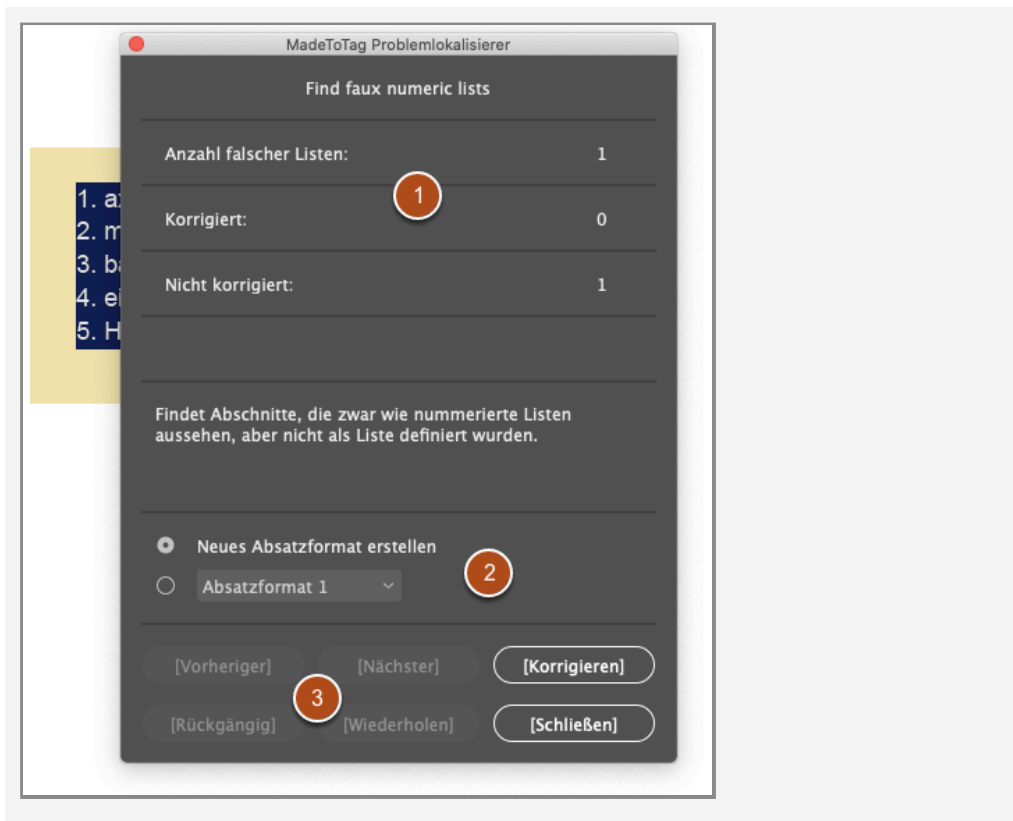 MadeToTag Problemlokalisierer
Find faux numeric lists
Anzahl falscher Listen: 1
1
Korrigiert: 0
Nicht korrigiert: 1
1. a
2. m
3. ba
4. ei
5. H
Findet Abschnitte, die zwar wie nummerierte Listen
aussehen, aber nicht als Liste definiert wurden.
Neues Absatzformat erstellen
2
Absatzformat 1
[Vorheriger] [Nächster] [Korrigieren]
3
[Rückgängig] [Wiederholen] [Schließen]